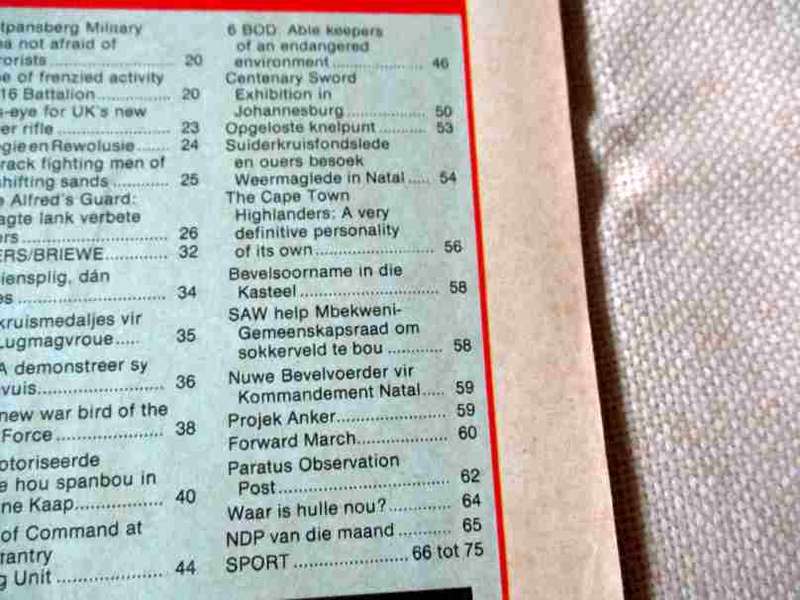 tpansberg Military
not afraid of
rorists ... 20
e of frenzied activity
16 Battalion ... 20
s-eye for UK's new
er rifle ... 23
gie en Rewolusie ... 24
rack fighting men of
shifting sands ... 25
e Alfred's Guard:
agte lank verbete
ers ... 26
ERS/BRIEWE ... 32
iensplig, dán
es ... 34
kruismedaljes vir
Lugmagvroue ... 35
A demonstreer sy
vuis ... 36
new war bird of the
Force ... 38
otoriseerde
e hou spanbou in
ne Kaap ... 40
of Command at
fantry
g Unit ... 44
6 BOD: Able keepers
of an endangered
environment ... 46
Centenary Sword
Exhibition in
Johannesburg ... 50
Opgeloste knelpunt ... 53
Suiderkruisfondslede
en ouers besoek
Weermaglede in Natal ... 54
The Cape Town
Highlanders: A very
definitive personality
of its own ... 56
Bevelsoorname in die
Kasteel ... 58
SAW help Mbekweni-
Gemeenskapsraad om
sokkerveld te bou ... 58
Nuwe Bevelvoerder vir
Kommandement Natal ... 59
Projek Anker ... 59
Forward March ... 60
Paratus Observation
Post ... 62
Waar is hulle nou? ... 64
NDP van die maand ... 65
SPORT ... 66 tot 75